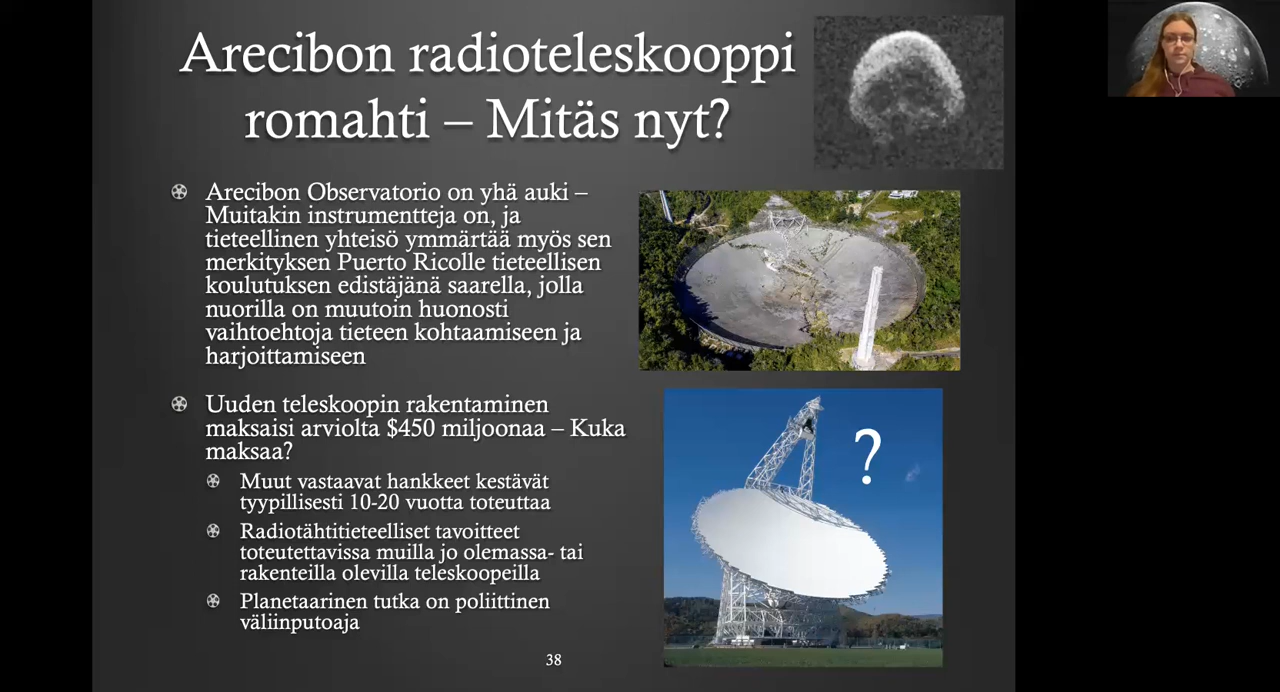 Arecibon radioteleskooppi
romahti – Mitäs nyt?
Arecibon Observatorio on yhä auki –
Muitakin instrumentteja on, ja
tieteellinen yhteisö ymmärtää myös sen
merkityksen Puerto Ricolle tieteellisen
koulutuksen edistäjänä saarella, jolla
nuorilla on muutoin huonosti
vaihtoehtoja tieteen kohtaamiseen ja
harjoittamiseen
Uuden teleskoopin rakentaminen
maksaisi arviolta $450 miljoonaa – Kuka
maksaa?
Muut vastaavat hankkeet kestävät
tyypillisesti 10-20 vuotta toteuttaa
Radiotähtitieteelliset tavoitteet
toteutettavissa muilla jo olemassa- tai
rakenteilla olevilla teleskoopeilla
Planetaarinen tutka on poliittinen
väliinputoaja
?
38